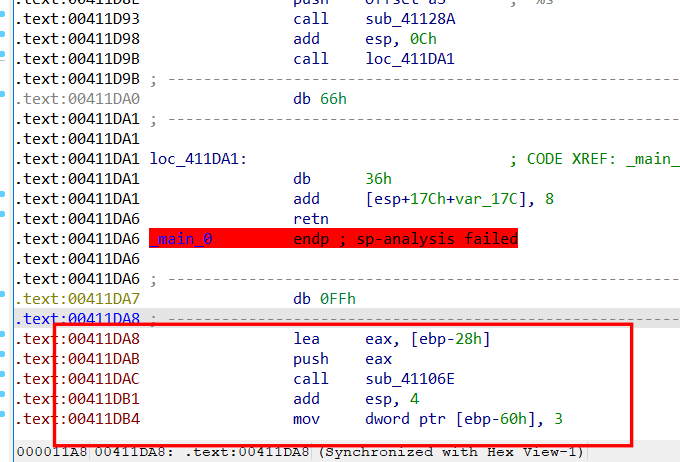 push offset aS ; "%s"
.text:00411D93 call sub_41128A
.text:00411D98 add esp, 0Ch
.text:00411D9B call loc_411DA1
.text:00411D9B ; ---------------------------------------------------------
.text:00411DA0 db 66h
.text:00411DA1 ; ---------------------------------------------------------
.text:00411DA1
.text:00411DA1 loc_411DA1: ; CODE XREF: _main_
.text:00411DA1 db 36h
.text:00411DA1 add [esp+17Ch+var_17C], 8
.text:00411DA6 retn
.text:00411DA6 _main_0 endp ; sp-analysis failed
.text:00411DA6
.text:00411DA6 ; ---------------------------------------------------------
.text:00411DA7 db 0FFh
.text:00411DA8 ; ---------------------------------------------------------
.text:00411DA8 lea eax, [ebp-28h]
.text:00411DAB push eax
.text:00411DAC call sub_41106E
.text:00411DB1 add esp, 4
.text:00411DB4 mov dword ptr [ebp-60h], 3
000011A8 00411DA8: .text:00411DA8 (Synchronized with Hex View-1)